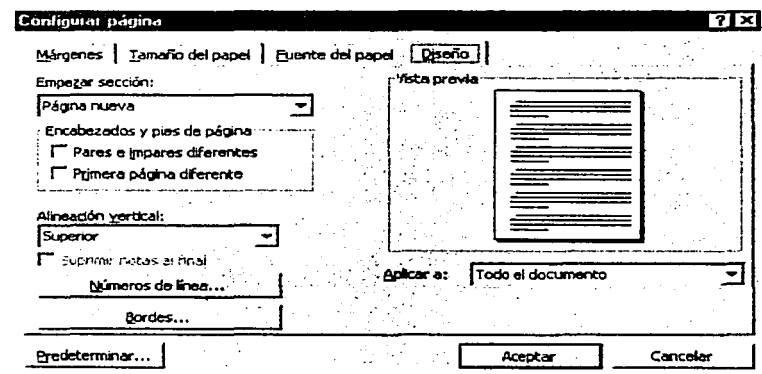 Configurar página
Márgenes Tamaño del papel Fuente del papel Diseño
Empezar sección:
Página nueva
Encabezados y pies de página
Pares e impares diferentes
Primera página diferente
Alineación vertical:
Superior
Suprimir notas al final
Números de línea...
Bordes...
Vista previa
Aplicar a: Todo el documento
Predeterminar...
Aceptar
Cancelar